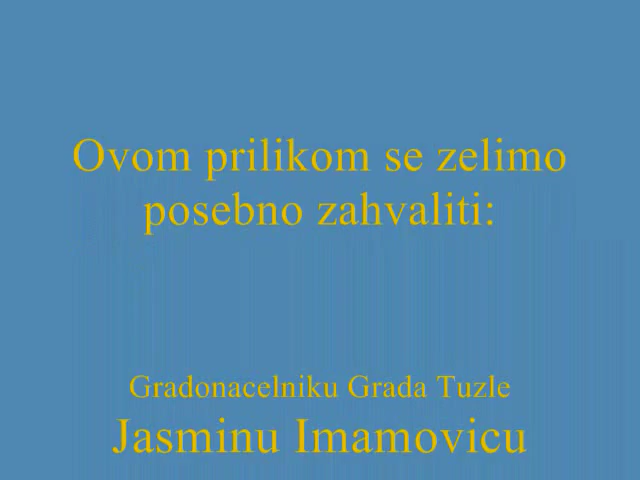 Ovom prilikom se zelimo
posebno zahvaliti:
Gradonacelniku Grada Tuzle
Jasminu Imamovicu